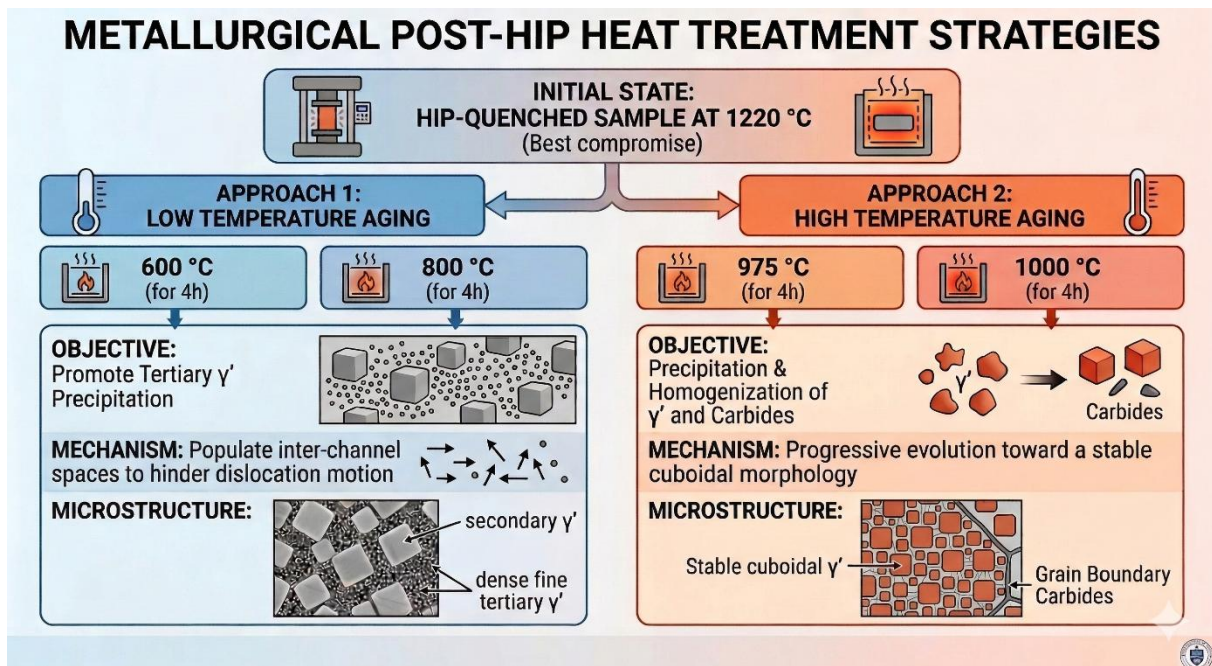 METALLURGICAL POST-HIP HEAT TREATMENT STRATEGIES
INITIAL STATE:
HIP-QUENCHED SAMPLE AT 1220 °C
(Best compromise)
APPROACH 1:
LOW TEMPERATURE AGING
600 °C
(for 4h)
800 °C
(for 4h)
OBJECTIVE:
Promote Tertiary γ′
Precipitation
MECHANISM: Populate inter-channel
spaces to hinder dislocation motion
MICROSTRUCTURE:
secondary γ′
dense fine
tertiary γ′
APPROACH 2:
HIGH TEMPERATURE AGING
975 °C
(for 4h)
1000 °C
(for 4h)
OBJECTIVE:
Precipitation &
Homogenization of
γ′ and Carbides
γ′
Carbides
MECHANISM: Progressive evolution toward a stable
cuboidal morphology
MICROSTRUCTURE:
Stable cuboidal γ′
Grain Boundary
Carbides